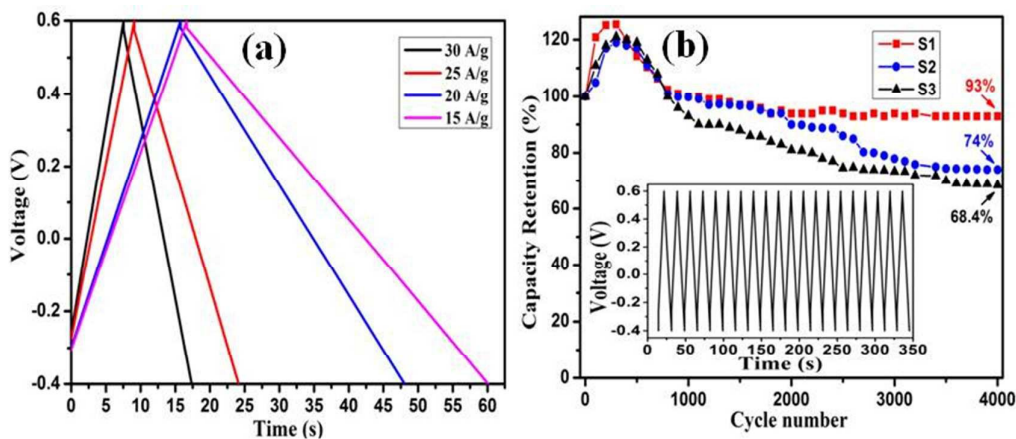 (a)
30 A/g
25 A/g
20 A/g
15 A/g
Voltage (V)
0.6
0.4
0.2
0.0
-0.2
-0.4
0 5 10 15 20 25 30 35 40 45 50 55 60
Time (s)
(b)
S1
S2
S3
Capacity Retention (%)
120
100
80
60
40
20
0
93%
74%
68.4%
Voltage (V)
0.6
0.4
0.2
0.0
-0.2
-0.4
0 50 100 150 200 250 300 350
Time (s)
0 1000 2000 3000 4000
Cycle number